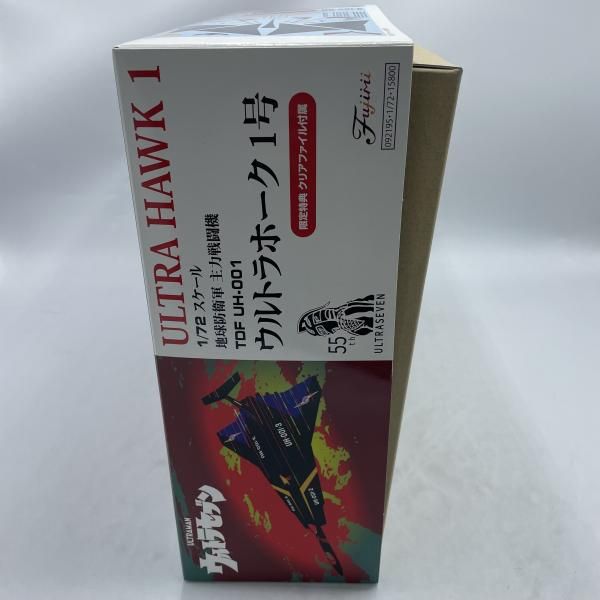 ULTRA HAWK 1
1/72 スケール
地球防衛軍 主力戦闘機
TDF UH-001
ウルトラホーク 1号
限定特典 クリアファイル付属
Fujimi
092195・1/72・15800
55th
ULTRASEVEN
UH-001-3
ULTRAMAN
ウルトラセブン